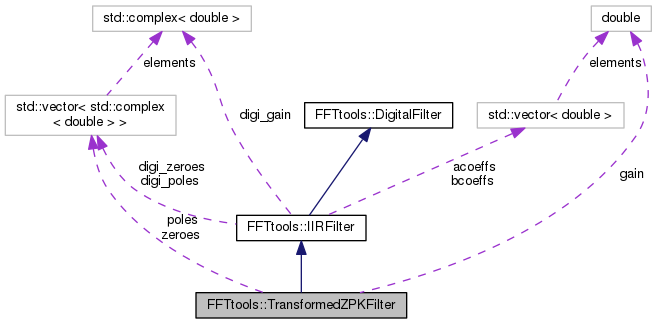 std::complex< double >
double
elements
elements
std::vector< std::complex
< double > >
digi_gain
FFTtools::DigitalFilter
std::vector< double >
digi_zeroes
digi_poles
acoeffs
bcoeffs
gain
poles
zeroes
FFTtools::IIRFilter
FFTtools::TransformedZPKFilter